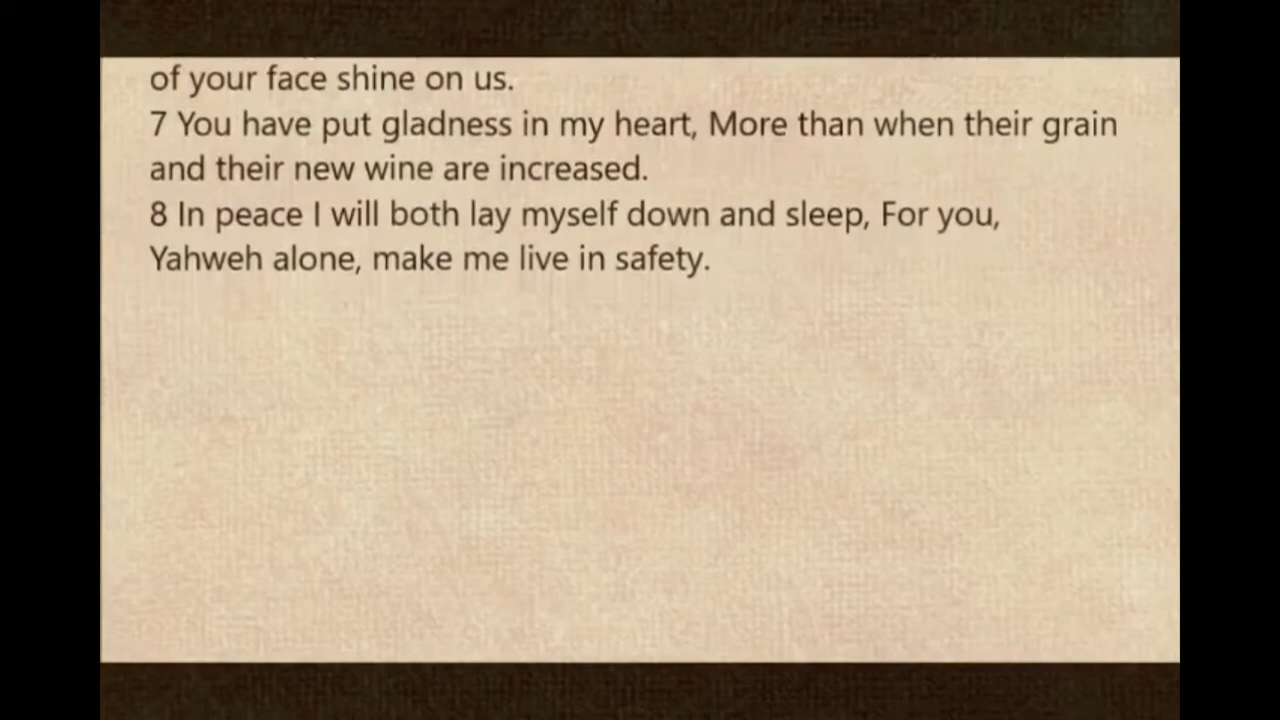 of your face shine on us.
7 You have put gladness in my heart, More than when their grain
and their new wine are increased.
8 In peace I will both lay myself down and sleep, For you,
Yahweh alone, make me live in safety.